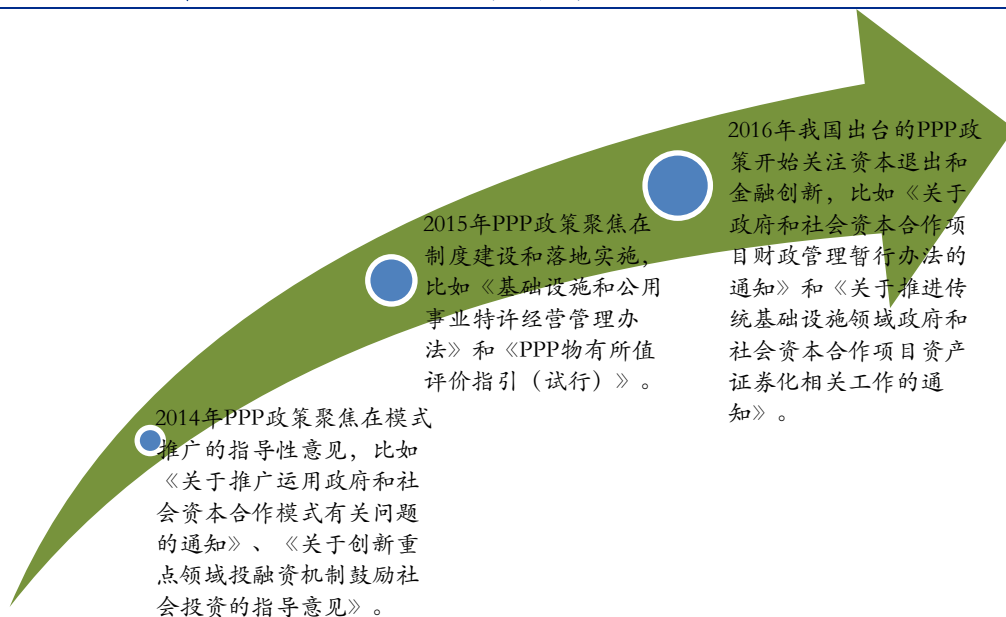 2014年PPP政策聚焦在模式
推广的指导性意见，比如
《关于推广运用政府和社
会资本合作模式有关问题
的通知》、《关于创新重
点领域投融资机制鼓励社
会投资的指导意见》。
2015年PPP政策聚焦在
制度建设和落地实施，
比如《基础设施和公用
事业特许经营管理办
法》和《PPP物有所值
评价指引（试行）》。
2016年我国出台的PPP政
策开始关注资本退出和
金融创新，比如《关于
政府和社会资本合作项
目财政管理暂行办法的
通知》和《关于推进传
统基础设施领域政府和
社会资本合作项目资产
证券化相关工作的通
知》。